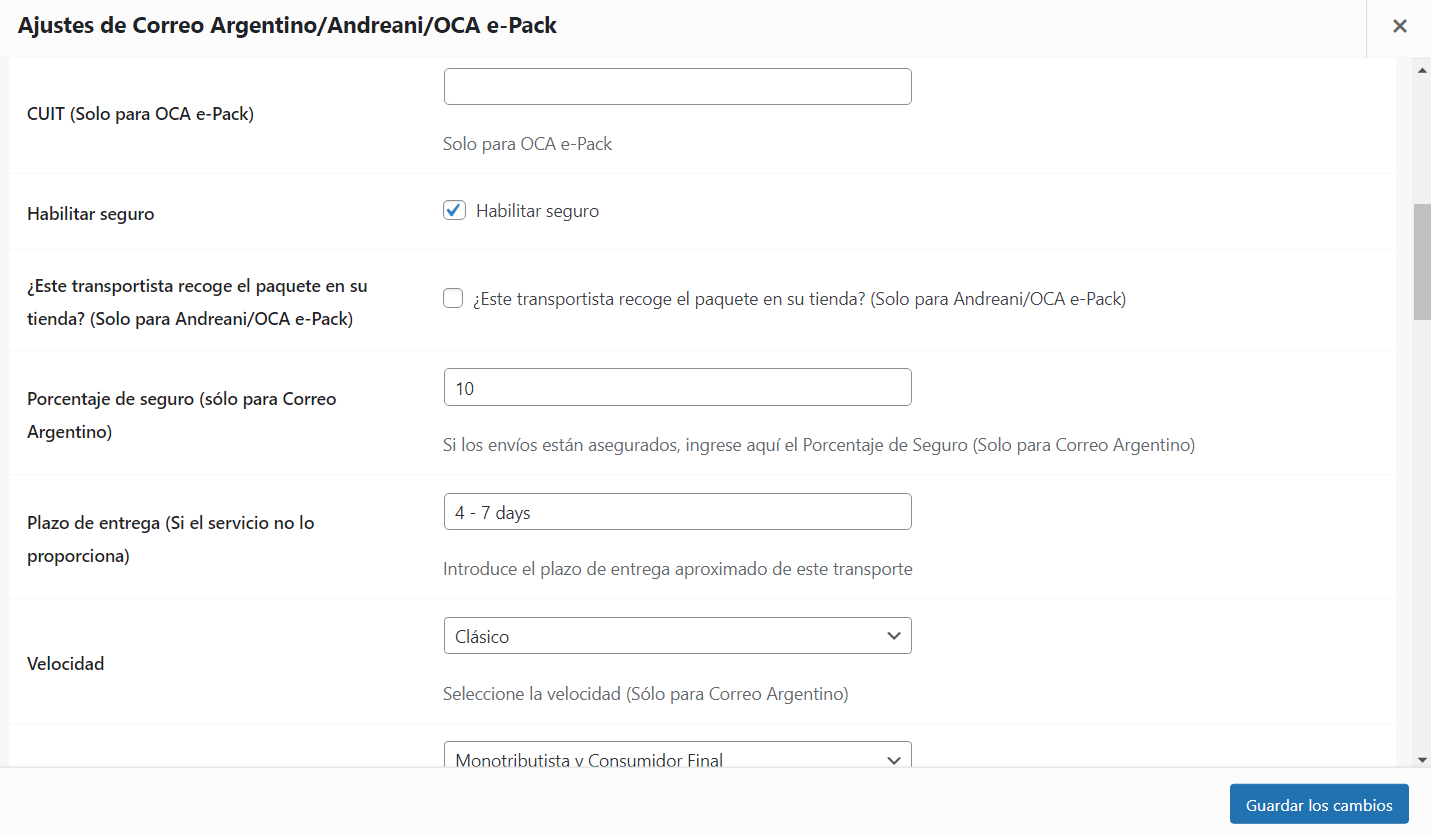 Ajustes de Correo Argentino/Andreani/OCA e-Pack
CUIT (Solo para OCA e-Pack)
Solo para OCA e-Pack
Habilitar seguro
Habilitar seguro
¿Este transportista recoge el paquete en su
tienda? (Solo para Andreani/OCA e-Pack)
¿Este transportista recoge el paquete en su tienda? (Solo para Andreani/OCA e-Pack)
Porcentaje de seguro (sólo para Correo
Argentino)
10
Si los envíos están asegurados, ingrese aquí el Porcentaje de Seguro (Solo para Correo Argentino)
Plazo de entrega (Si el servicio no lo
proporciona)
4 - 7 days
Introduce el plazo de entrega aproximado de este transporte
Velocidad
Clásico
Seleccione la velocidad (Sólo para Correo Argentino)
Monotributista y Consumidor Final
Guardar los cambios